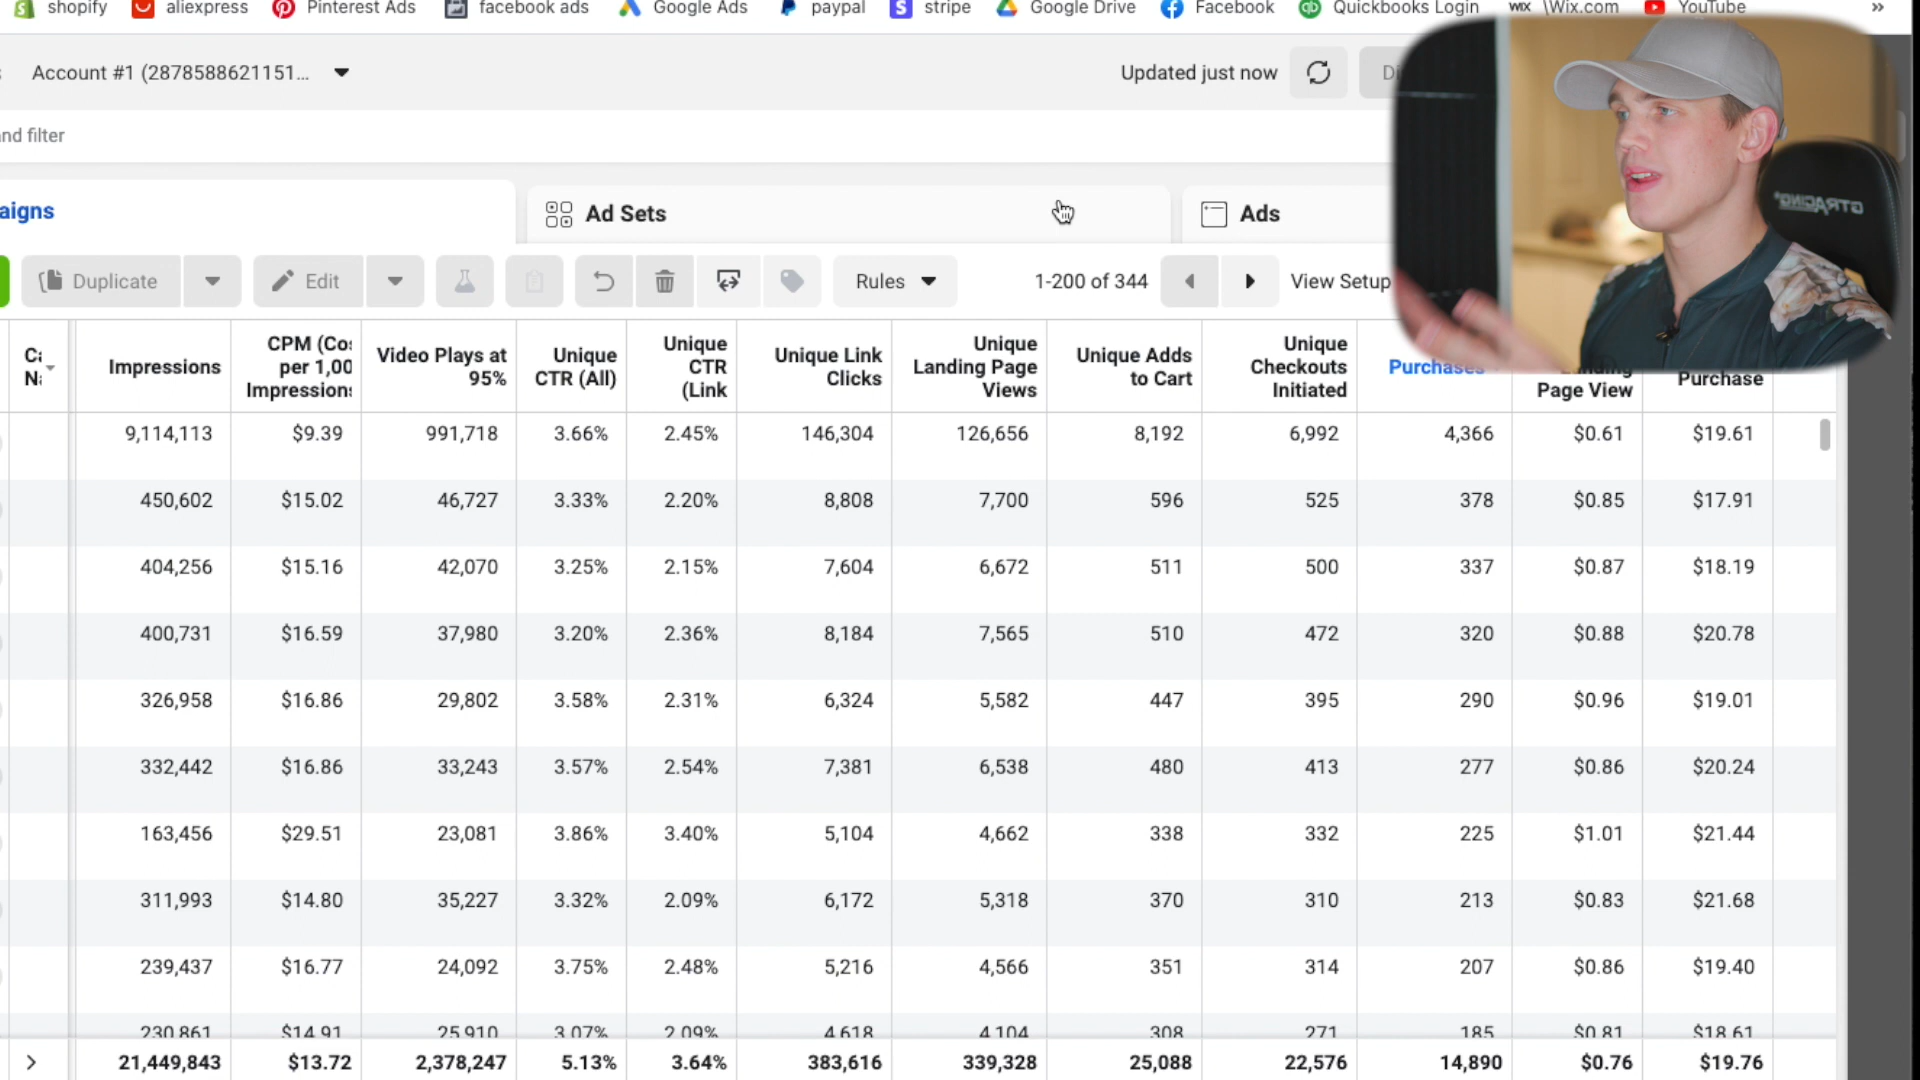 shopify aliexpress Pinterest Ads facebook ads Google Ads paypal stripe Google Drive Facebook Quickbooks Login WiX \Wix.com YouTube »
Account #1 (2878588621151... Updated just now Di
nd filter
aigns Ad Sets Ads
Duplicate Edit Rules 1-200 of 344 View Setup
GTRACING
Impressions
CPM (Co
per 1,00
Impression
Video Plays at
95%
Unique
CTR (All)
Unique
CTR
(Link
Unique Link
Clicks
Unique
Landing Page
Views
Unique Adds
to Cart
Unique
Checkouts
Initiated
Purchases
Page View
Purchase
9,114,113 $9.39 991,718 3.66% 2.45% 146,304 126,656 8,192 6,992 4,366 $0.61 $19.61
450,602 $15.02 46,727 3.33% 2.20% 8,808 7,700 596 525 378 $0.85 $17.91
404,256 $15.16 42,070 3.25% 2.15% 7,604 6,672 511 500 337 $0.87 $18.19
400,731 $16.59 37,980 3.20% 2.36% 8,184 7,565 510 472 320 $0.88 $20.78
326,958 $16.86 29,802 3.58% 2.31% 6,324 5,582 447 395 290 $0.96 $19.01
332,442 $16.86 33,243 3.57% 2.54% 7,381 6,538 480 413 277 $0.86 $20.24
163,456 $29.51 23,081 3.86% 3.40% 5,104 4,662 338 332 225 $1.01 $21.44
311,993 $14.80 35,227 3.32% 2.09% 6,172 5,318 370 310 213 $0.83 $21.68
239,437 $16.77 24,092 3.75% 2.48% 5,216 4,566 351 314 207 $0.86 $19.40
230,861 $14.91 25,910 3.07% 2.09% 4,618 4,104 308 271 185 $0.81 $18.61
21,449,843 $13.72 2,378,247 5.13% 3.64% 383,616 339,328 25,088 22,576 14,890 $0.76 $19.76